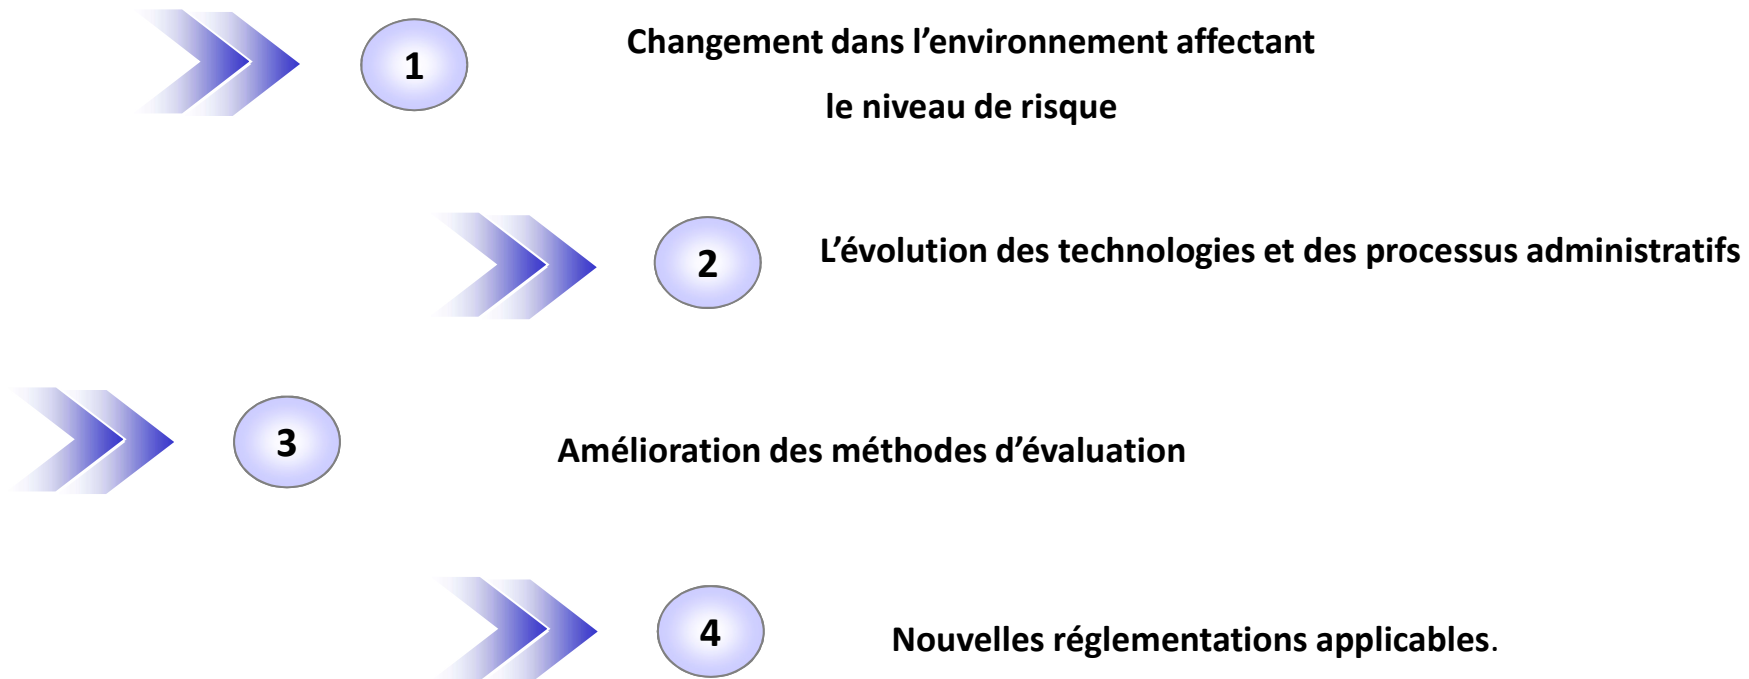 1
Changement dans l’environnement affectant
le niveau de risque
2
L’évolution des technologies et des processus administratifs
3
Amélioration des méthodes d’évaluation
4
Nouvelles réglementations applicables.